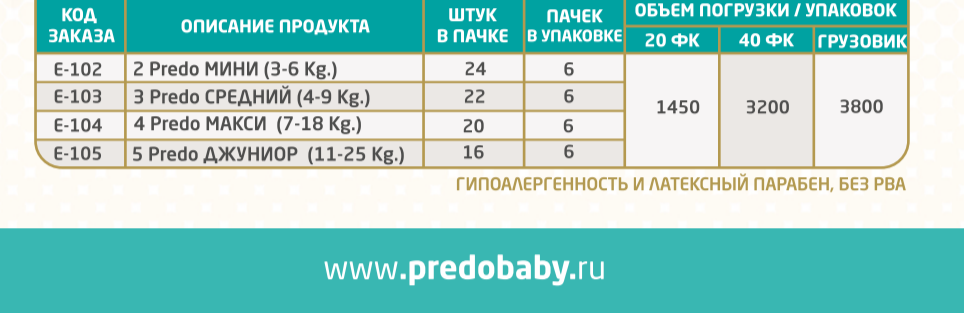 КОД ЗАКАЗА ОПИСАНИЕ ПРОДУКТА ШТУК В ПАЧКЕ ПАЧЕК В УПАКОВКЕ ОБЪЕМ ПОГРУЗКИ / УПАКОВОК
20 ФК 40 ФК ГРУЗОВИК
E-102 2 Predo МИНИ (3-6 Kg.) 24 6
E-103 3 Predo СРЕДНИЙ (4-9 Kg.) 22 6
1450 3200 3800
E-104 4 Predo МАКСИ (7-18 Kg.) 20 6
E-105 5 Predo ДЖУНИОР (11-25 Kg.) 16 6
ГИПОАЛЕРГЕННОСТЬ И ЛАТЕКСНЫЙ ПАРАБЕН, БЕЗ РВА
www.predobaby.ru